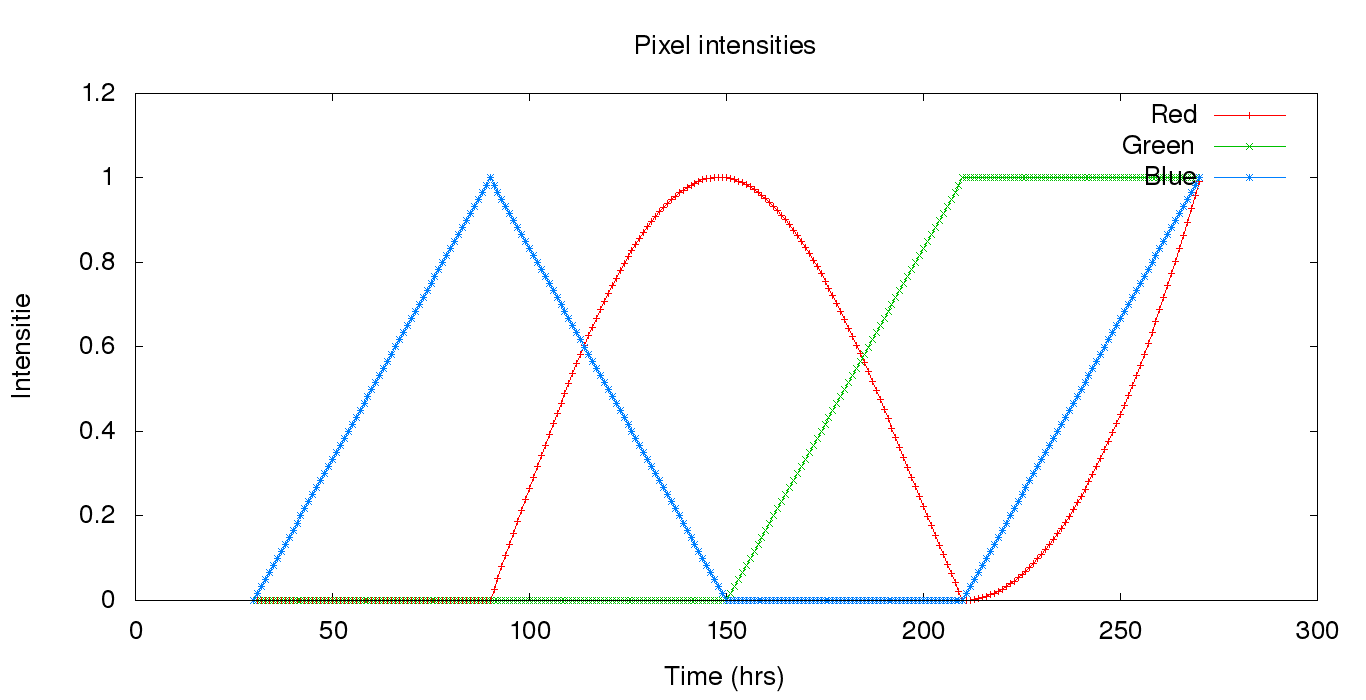 Pixel intensities
1.2
1
0.8
0.6
0.4
0.2
0
0 50 100 150 200 250 300
Intensitie
Time (hrs)
Red
Green
Blue